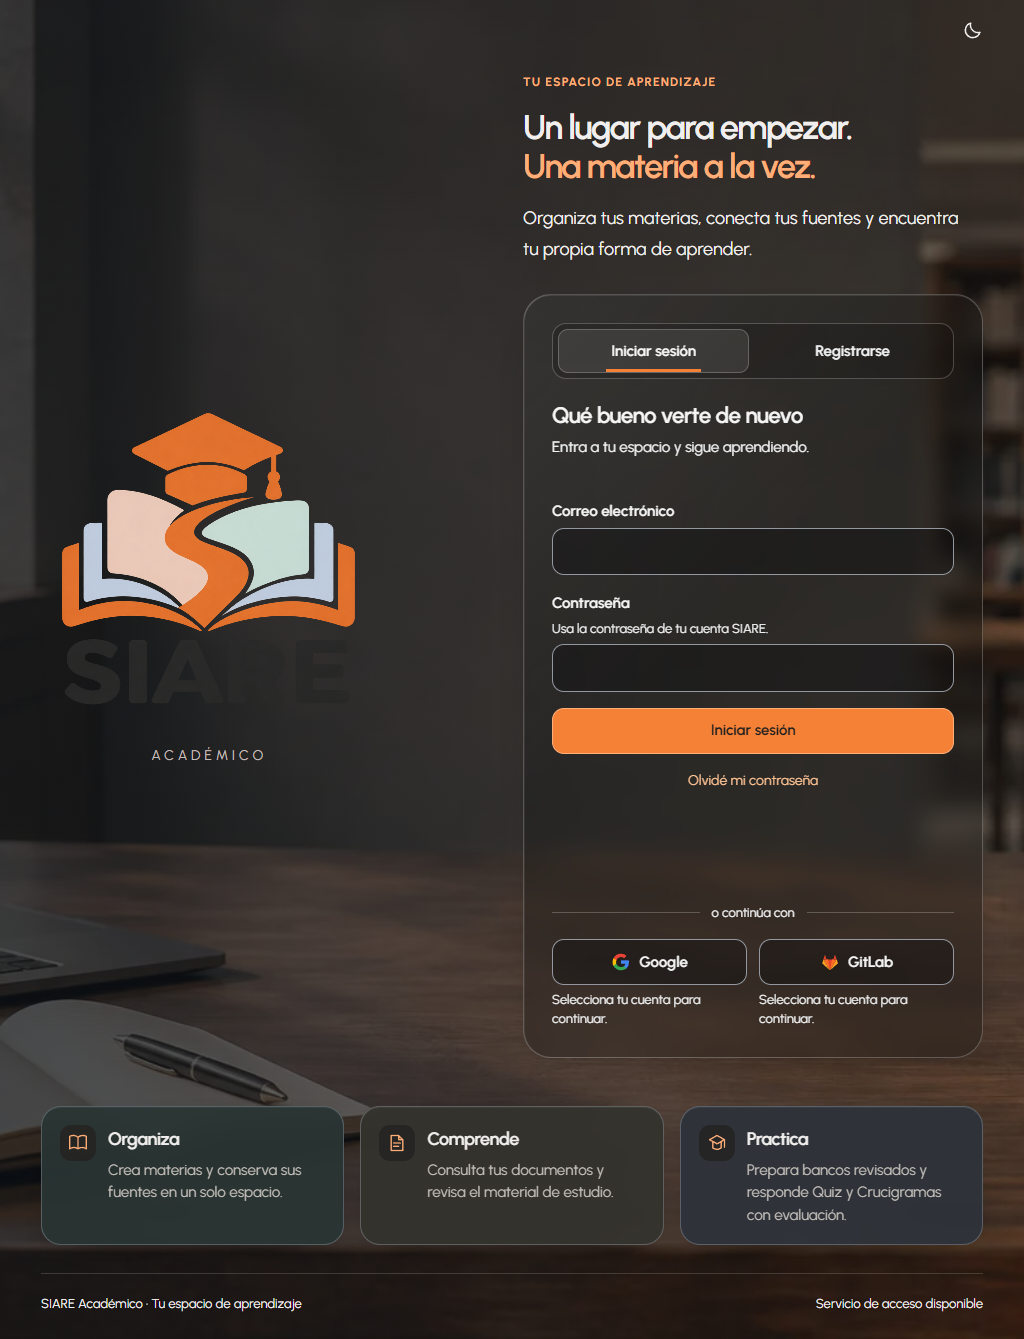 TU ESPACIO DE APRENDIZAJE
Un lugar para empezar.
Una materia a la vez.
Organiza tus materias, conecta tus fuentes y encuentra
tu propia forma de aprender.
Iniciar sesión
Registrarse
Qué bueno verte de nuevo
Entra a tu espacio y sigue aprendiendo.
Correo electrónico
Contraseña
Usa la contraseña de tu cuenta SIARE.
Iniciar sesión
Olvidé mi contraseña
o continúa con
Google
GitLab
Selecciona tu cuenta para
continuar.
Selecciona tu cuenta para
continuar.
SIARE
ACADÉMICO
Organiza
Crea materias y conserva sus
fuentes en un solo espacio.
Comprende
Consulta tus documentos y
revisa el material de estudio.
Practica
Prepara bancos revisados y
responde Quiz y Crucigramas
con evaluación.
SIARE Académico · Tu espacio de aprendizaje
Servicio de acceso disponible